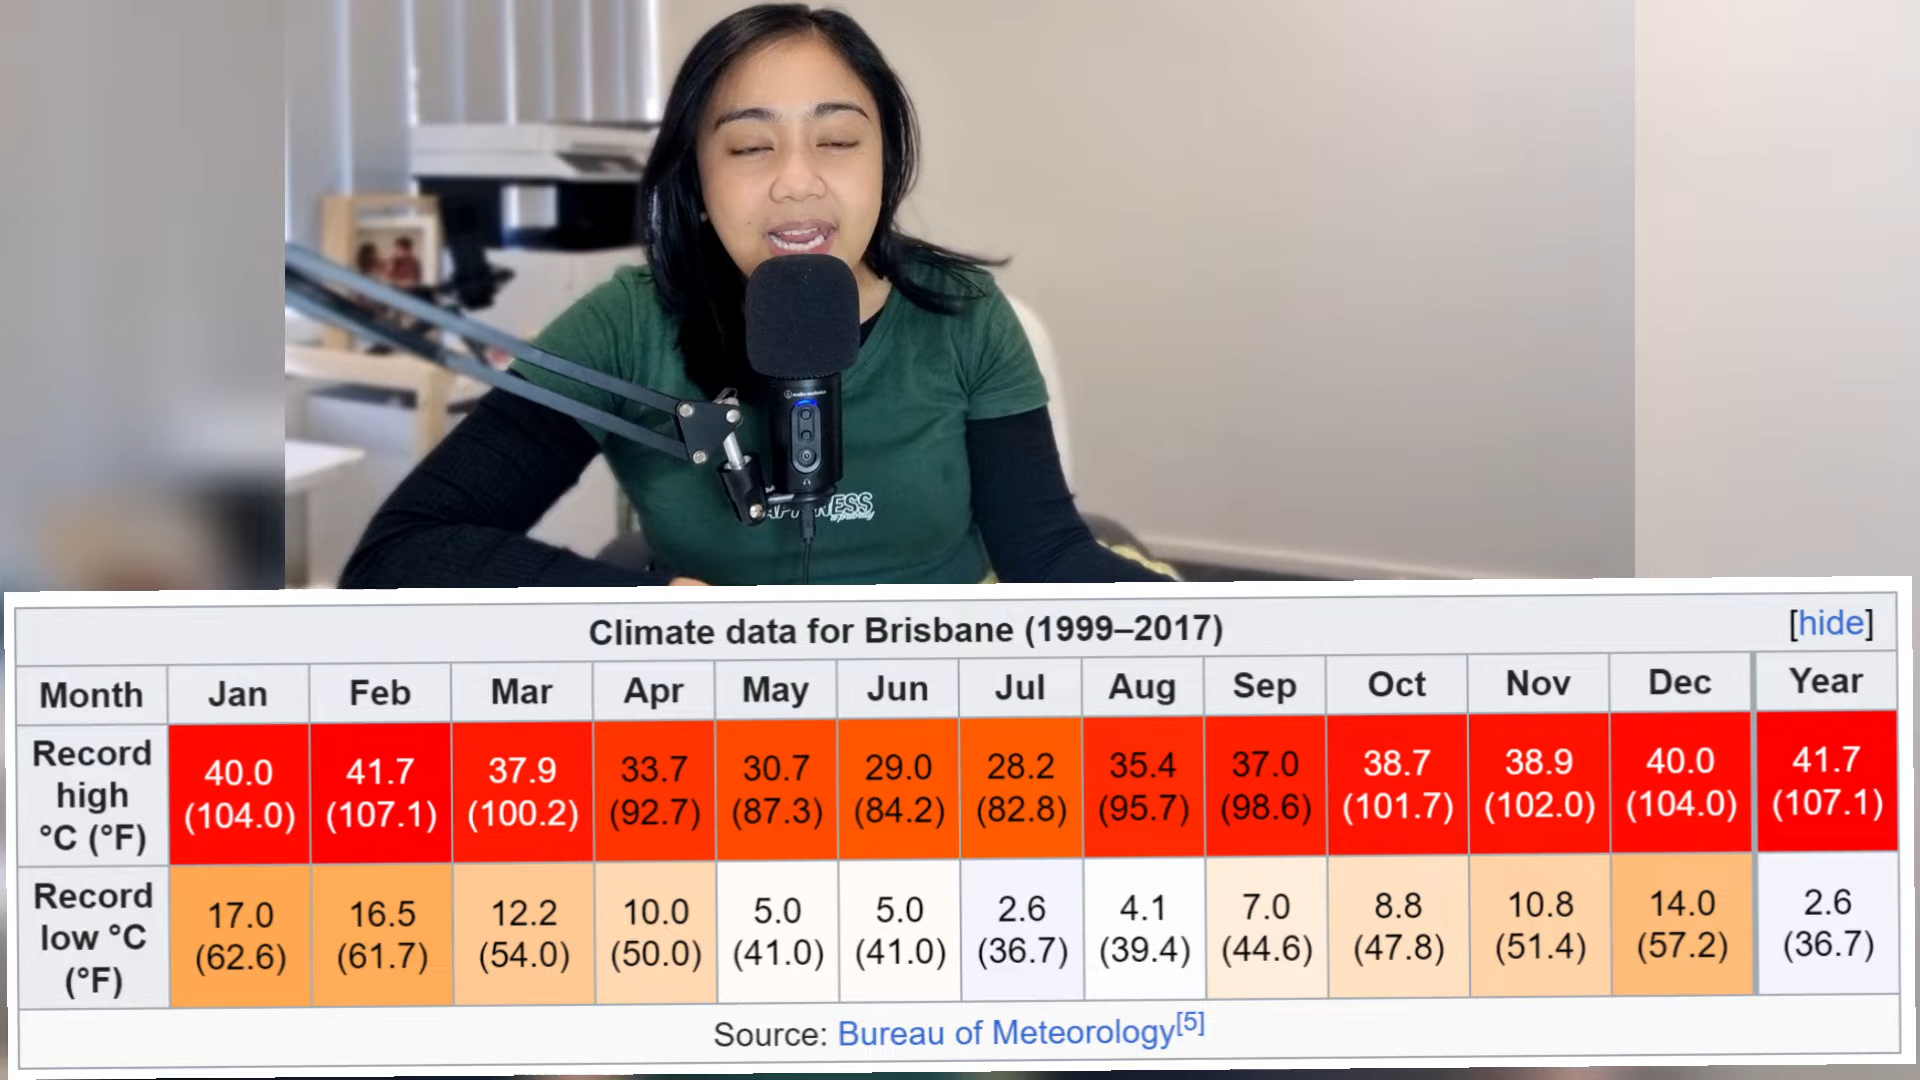 Climate data for Brisbane (1999–2017) [hide]
Month Jan Feb Mar Apr May Jun Jul Aug Sep Oct Nov Dec Year
Record high °C (°F) 40.0 (104.0) 41.7 (107.1) 37.9 (100.2) 33.7 (92.7) 30.7 (87.3) 29.0 (84.2) 28.2 (82.8) 35.4 (95.7) 37.0 (98.6) 38.7 (101.7) 38.9 (102.0) 40.0 (104.0) 41.7 (107.1)
Record low °C (°F) 17.0 (62.6) 16.5 (61.7) 12.2 (54.0) 10.0 (50.0) 5.0 (41.0) 5.0 (41.0) 2.6 (36.7) 4.1 (39.4) 7.0 (44.6) 8.8 (47.8) 10.8 (51.4) 14.0 (57.2) 2.6 (36.7)
Source: Bureau of Meteorology[5]